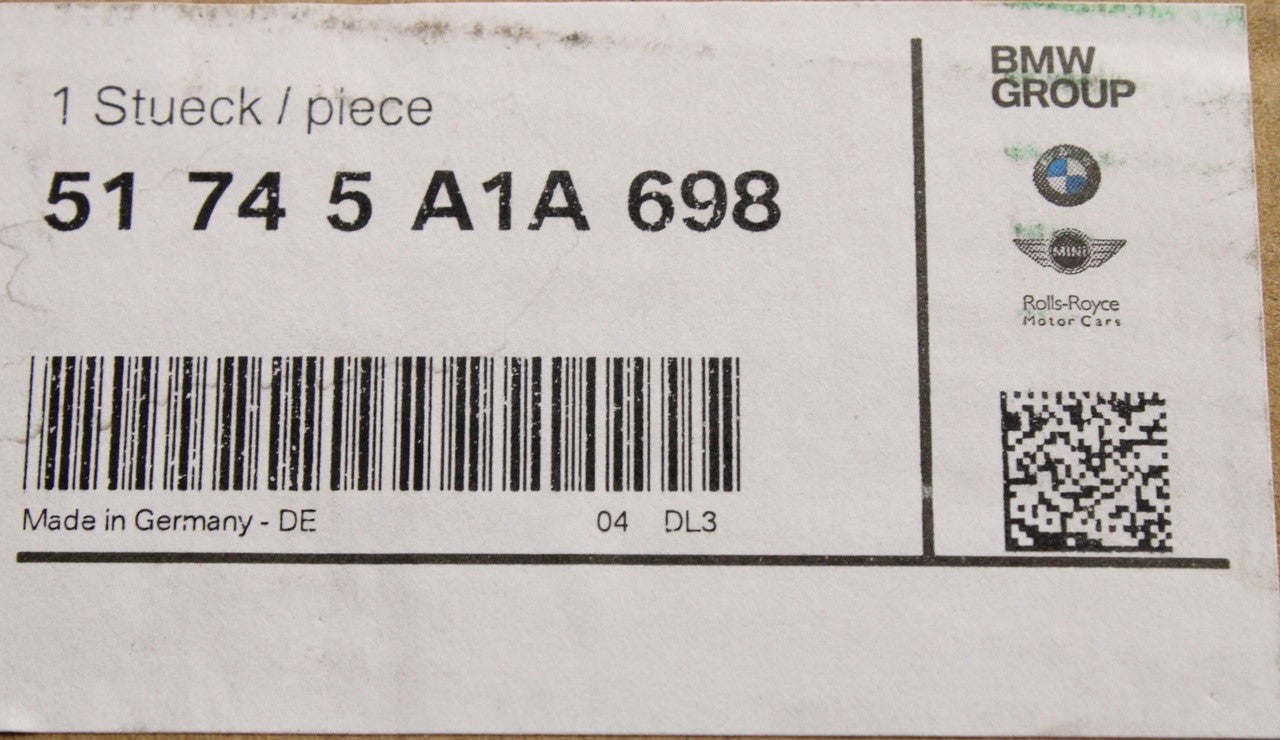 1 Stueck / piece
51 74 5 A1A 698
Made in Germany - DE
04 DL3
BMW
GROUP
MINI
Rolls-Royce
Motor Cars